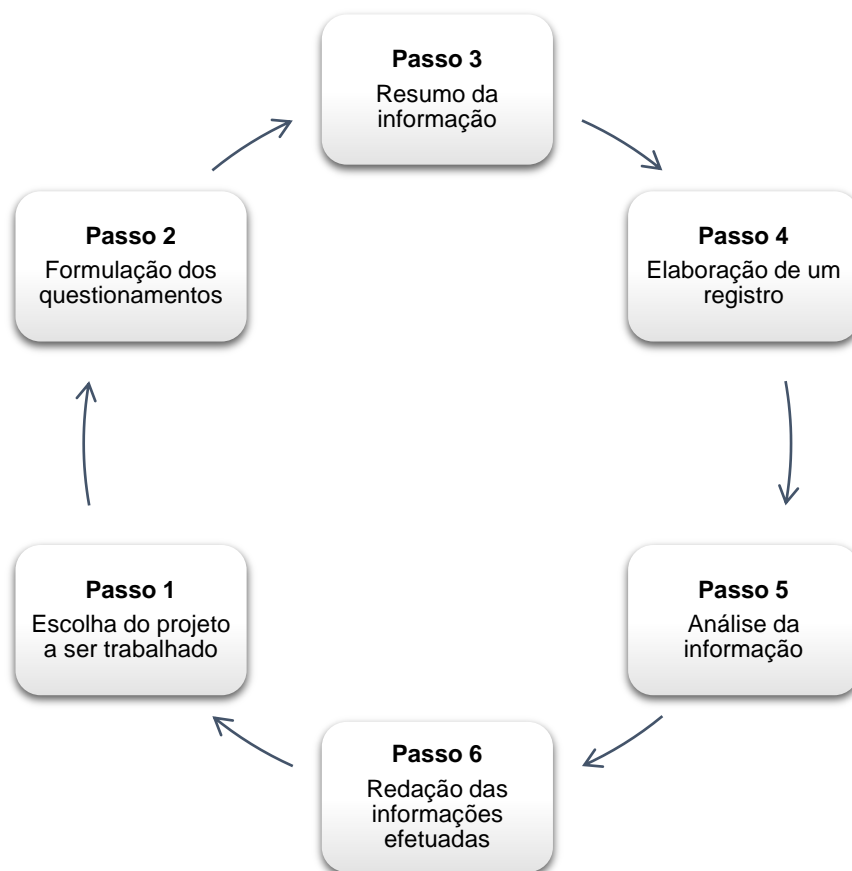 Passo 3
Resumo da
informação
Passo 4
Elaboração de um
registro
Passo 5
Análise da
informação
Passo 6
Redação das
informações
efetuadas
Passo 1
Escolha do projeto
a ser trabalhado
Passo 2
Formulação dos
questionamentos